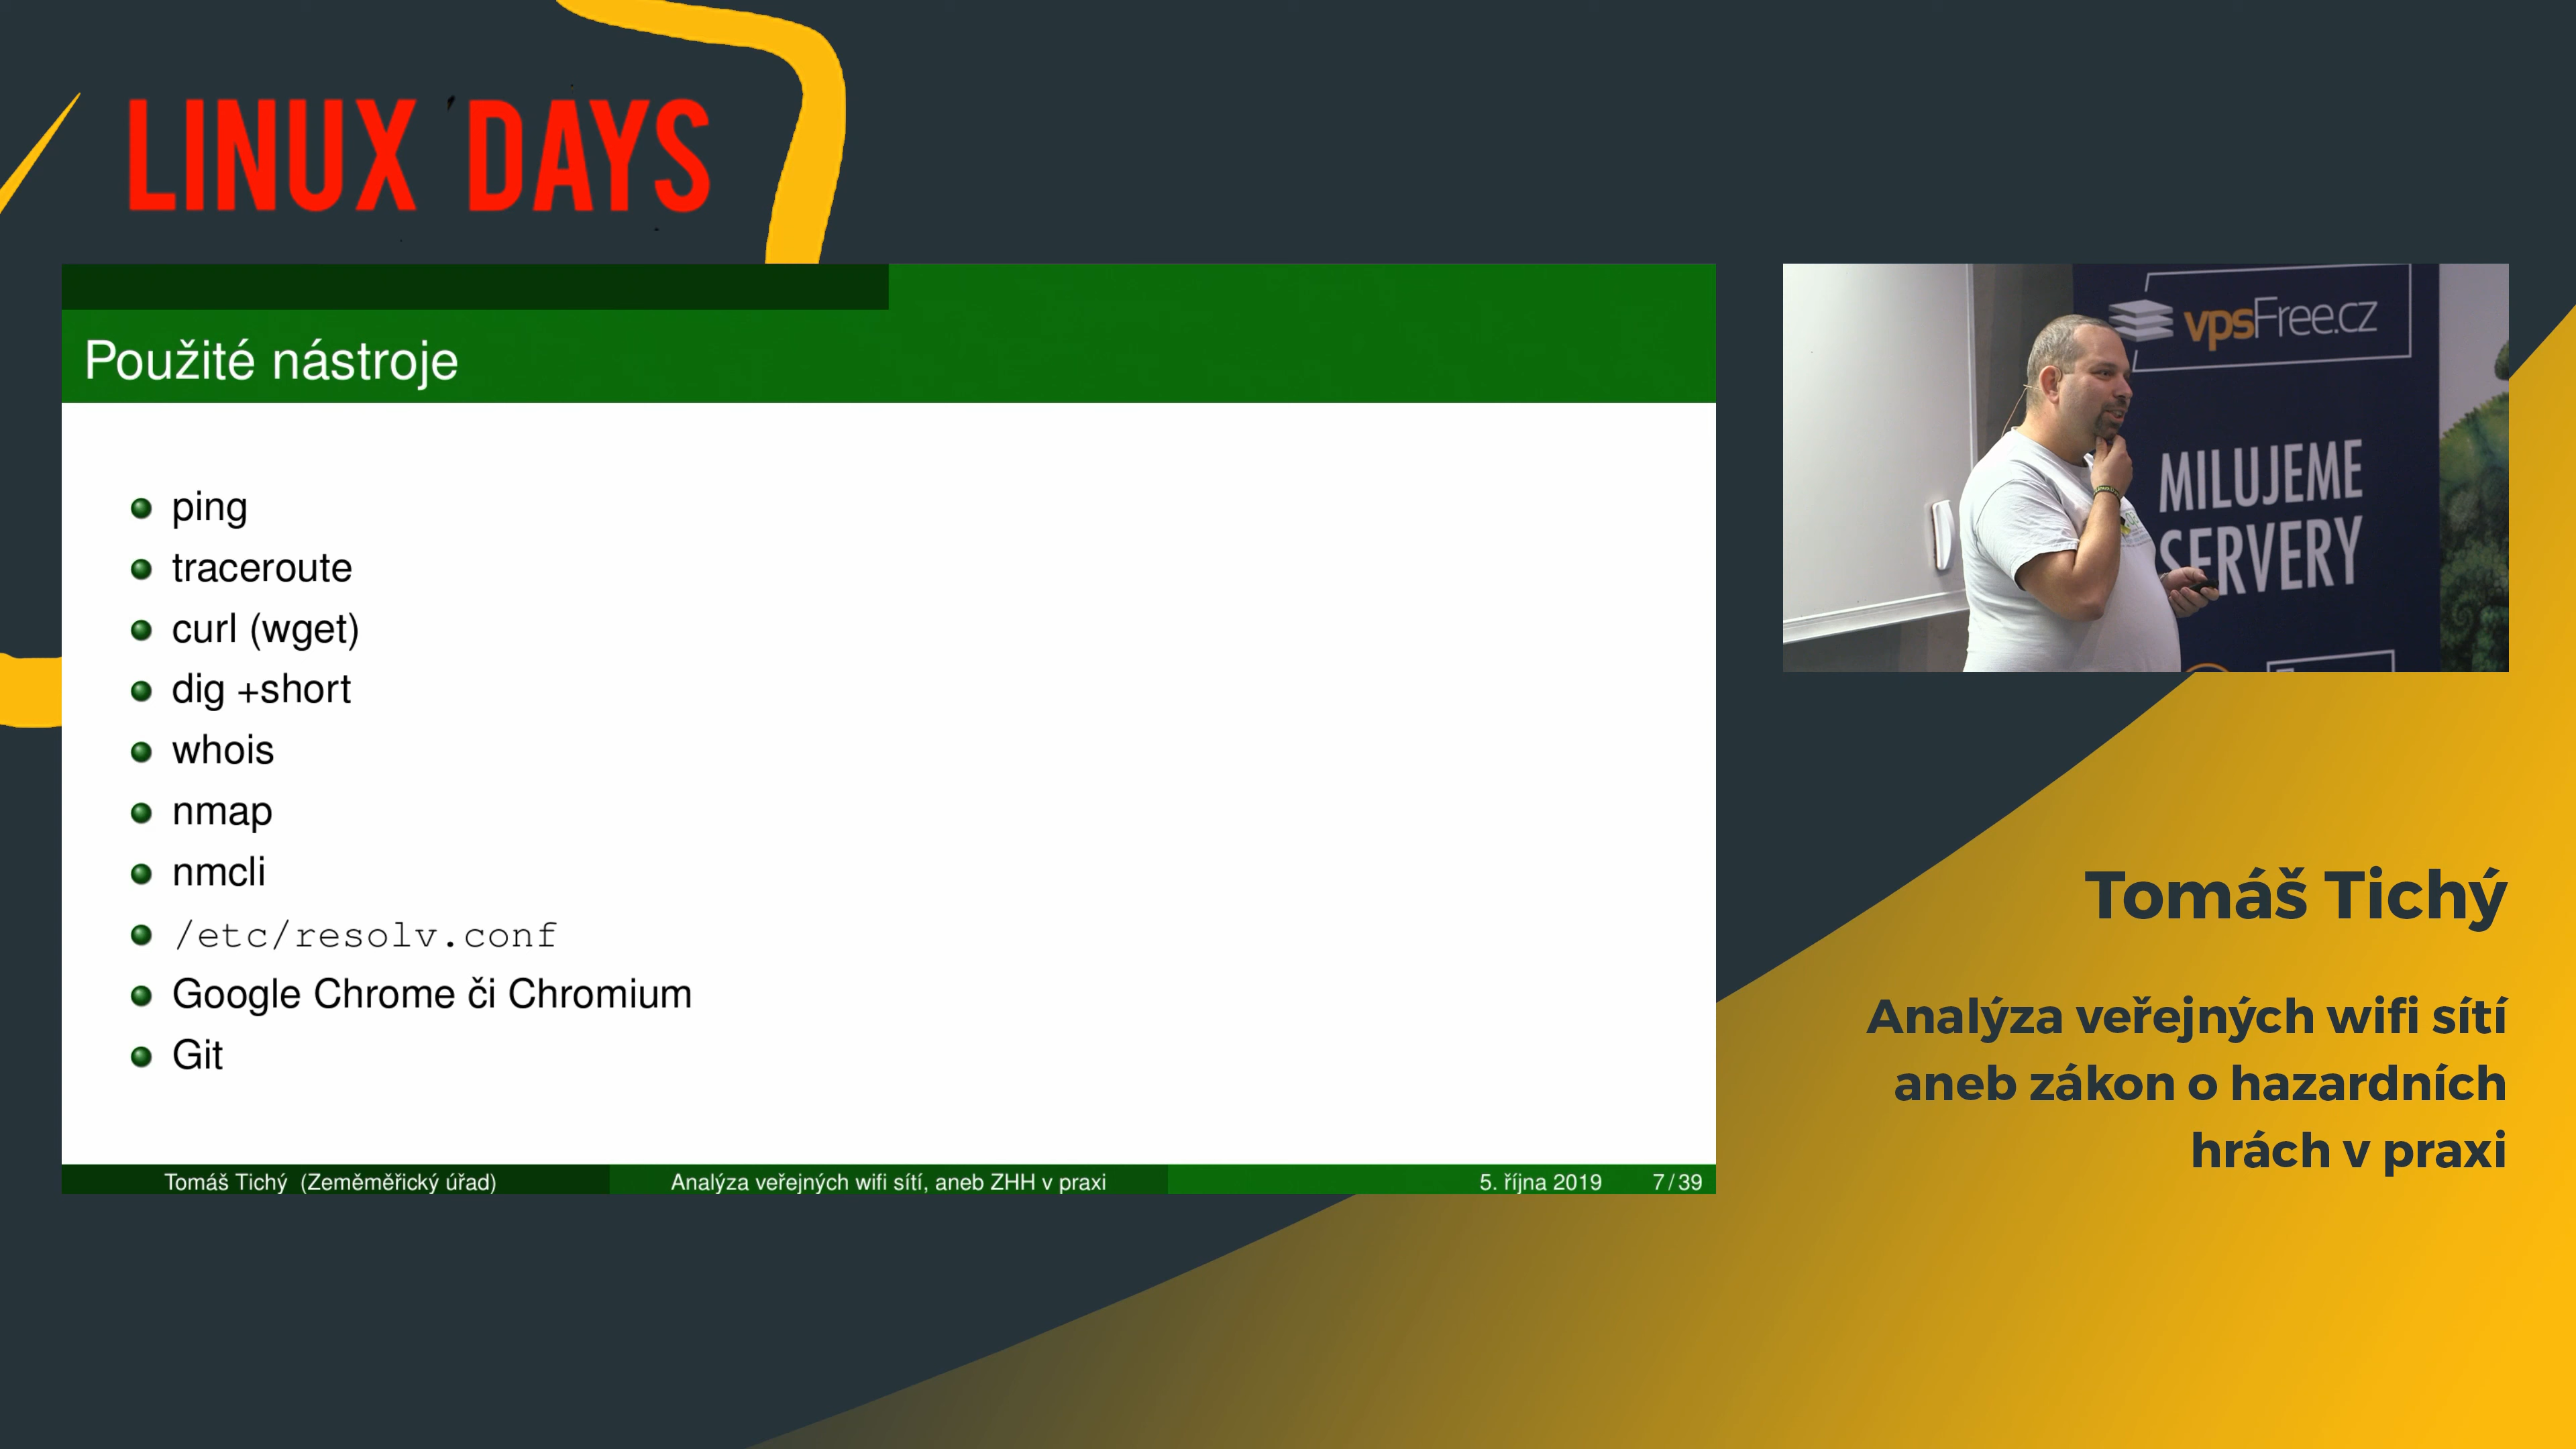 LINUX DAYS
Použité nástroje
ping
traceroute
curl (wget)
dig +short
whois
nmap
nmcli
/etc/resolv.conf
Google Chrome či Chromium
Git
Tomáš Tichý (Zeměměřický úřad) Analýza veřejných wifi sítí, aneb ZHH v praxi 5. října 2019 7 / 39
vpsFree.cz
MILUJEME
SERVERY
Tomáš Tichý
Analýza veřejných wifi sítí
aneb zákon o hazardních
hrách v praxi